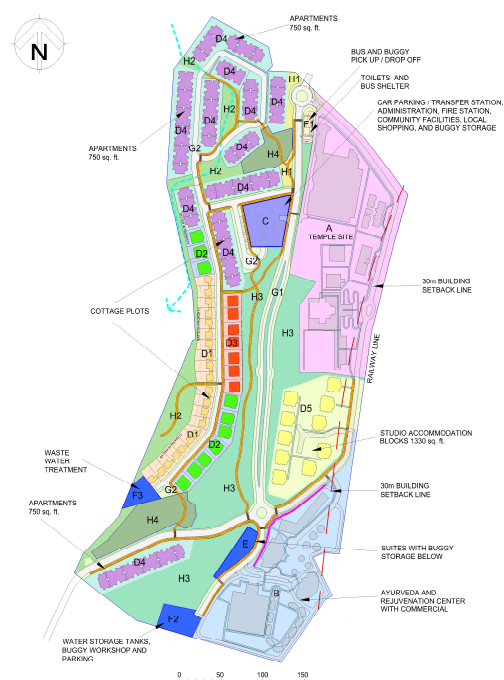 N
APARTMENTS
750 sq. ft.
BUS AND BUGGY
PICK UP / DROP OFF
TOILETS AND
BUS SHELTER
CAR PARKING / TRANSFER STATION,
ADMINISTRATION, FIRE STATION,
COMMUNITY FACILITIES, LOCAL
SHOPPING, AND BUGGY STORAGE
D4
H2
D4
D4
H1
D4
D4
H2
D4
D4
F1
APARTMENTS
750 sq. ft.
D4
G2
D4
H4
H2
H1
D4
D4
C
A
TEMPLE SITE
D4
D2
G2
30m BUILDING
SETBACK LINE
H3
G1
COTTAGE PLOTS
H3
D3
D1
RAILWAY LINE
H2
D5
D1
D2
STUDIO ACCOMMODATION
BLOCKS 1330 sq. ft.
WASTE
WATER
TREATMENT
30m BUILDING
SETBACK LINE
G2
H3
F3
APARTMENTS
750 sq. ft.
H4
E
SUITES WITH BUGGY
STORAGE BELOW
D4
H3
B
AYURVEDA AND
REJUVENATION CENTER
WITH COMMERCIAL
F2
WATER STORAGE TANKS,
BUGGY WORKSHOP AND
PARKING
0 50 100 150